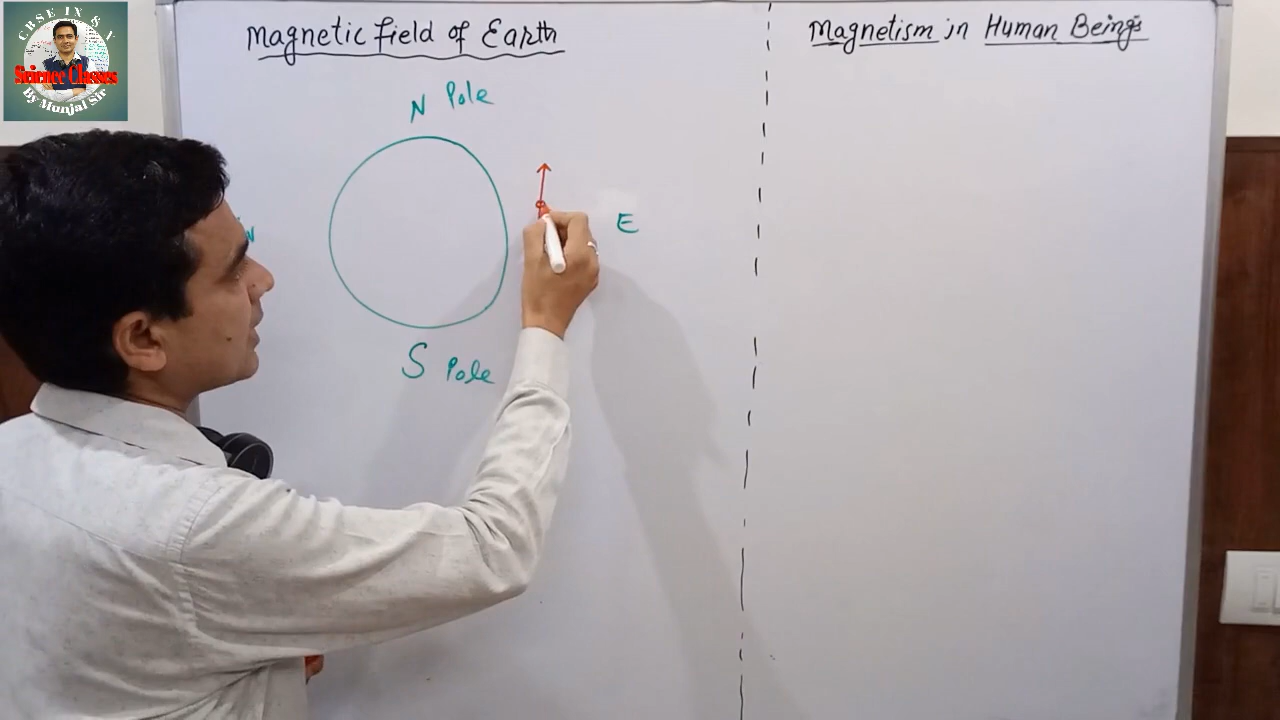 CBSE IX & X
Science Classes
By Munjal Sir
Magnetic field of Earth
Magnetism in Human Beings
N Pole
W
E
S Pole